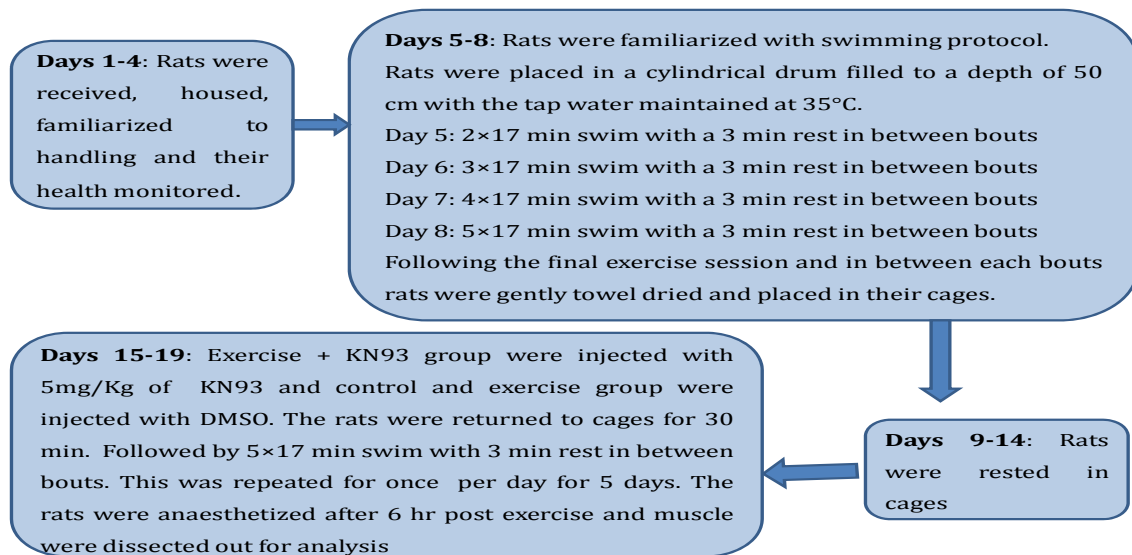 Days 1-4: Rats were
received, housed,
familiarized to
handling and their
health monitored.
Days 5-8: Rats were familiarized with swimming protocol.
Rats were placed in a cylindrical drum filled to a depth of 50
cm with the tap water maintained at 35°C.
Day 5: 2×17 min swim with a 3 min rest in between bouts
Day 6: 3×17 min swim with a 3 min rest in between bouts
Day 7: 4×17 min swim with a 3 min rest in between bouts
Day 8: 5×17 min swim with a 3 min rest in between bouts
Following the final exercise session and in between each bouts
rats were gently towel dried and placed in their cages.
Days 9-14: Rats
were rested in
cages
Days 15-19: Exercise + KN93 group were injected with
5mg/Kg of KN93 and control and exercise group were
injected with DMSO. The rats were returned to cages for 30
min. Followed by 5×17 min swim with 3 min rest in between
bouts. This was repeated for once per day for 5 days. The
rats were anaesthetized after 6 hr post exercise and muscle
were dissected out for analysis